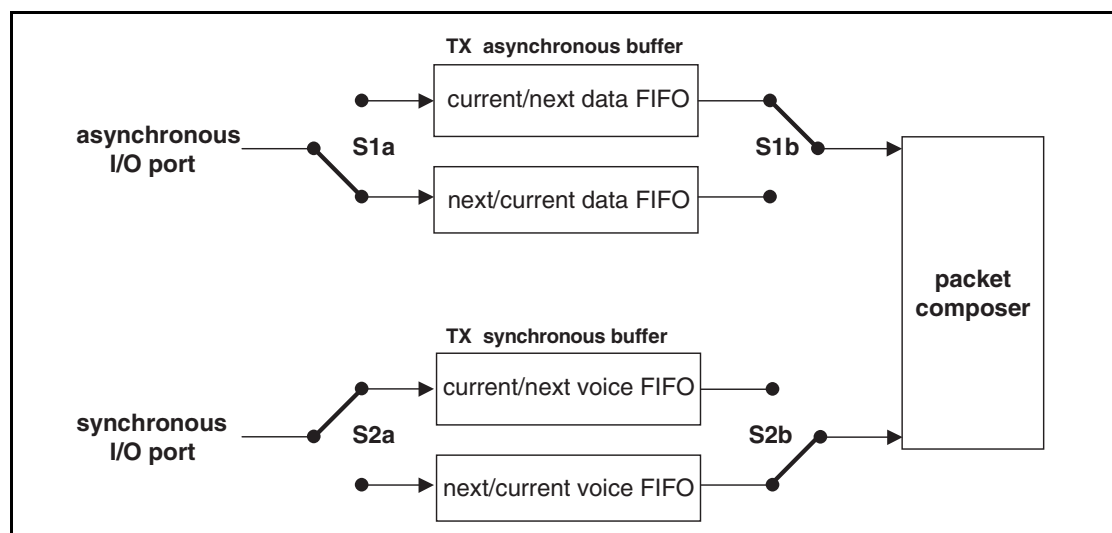 TX asynchronous buffer
current/next data FIFO
asynchronous
I/O port
S1a
S1b
next/current data FIFO
packet
composer
TX synchronous buffer
current/next voice FIFO
synchronous
I/O port
S2a
S2b
next/current voice FIFO